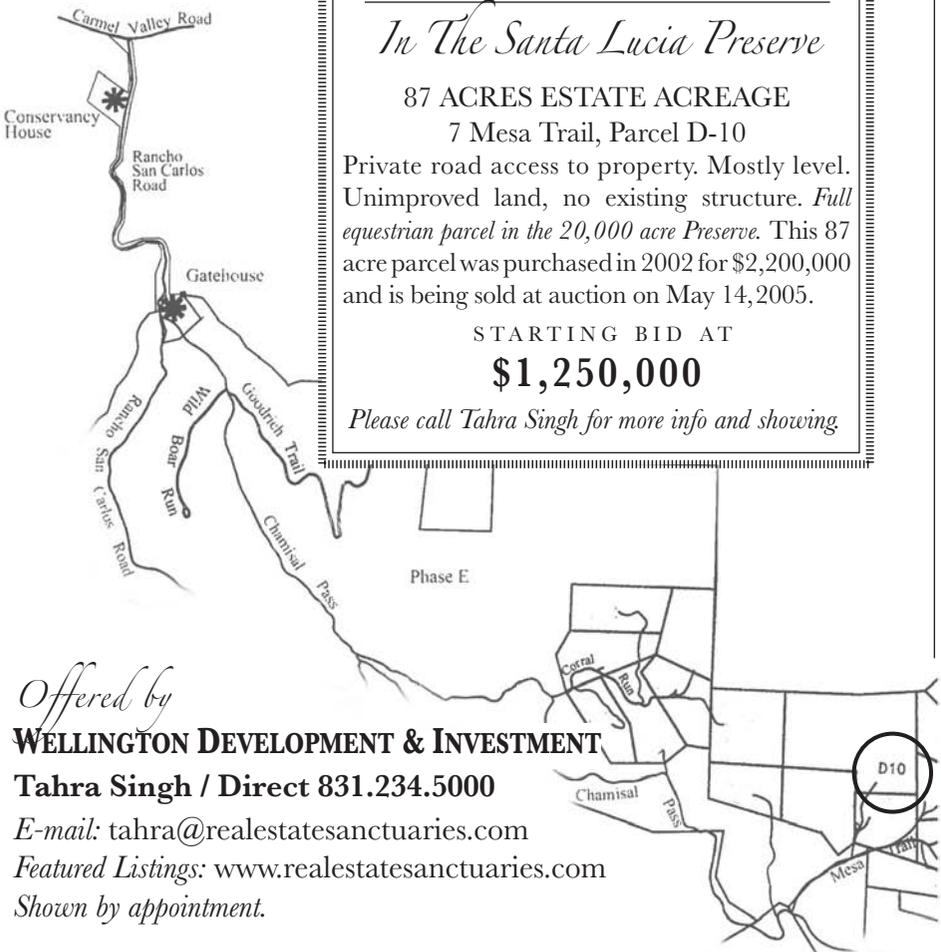 In The Santa Lucia Preserve
87 ACRES ESTATE ACREAGE
7 Mesa Trail, Parcel D-10
Private road access to property. Mostly level.
Unimproved land, no existing structure. Full
equestrian parcel in the 20,000 acre Preserve. This 87
acre parcel was purchased in 2002 for $2,200,000
and is being sold at auction on May 14, 2005.
STARTING BID AT
$1,250,000
Please call Tahra Singh for more info and showing.
Carmel Valley Road
Conservancy
House
Rancho
San Carlos
Road
Gatehouse
Rancho San Carlos Road
Wild Boar Run
Goodrich Trail
Chamisal Pass
Phase E
Corral Run
D10
Chamisal Pass
Mesa Trail
Offered by
WELLINGTON DEVELOPMENT & INVESTMENT
Tahra Singh / Direct 831.234.5000
E-mail: tahra@realestatesanctuaries.com
Featured Listings: www.realestatesanctuaries.com
Shown by appointment.